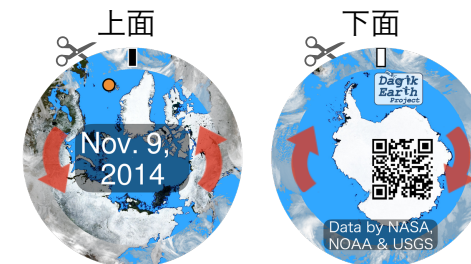 上面
下面
Nov. 9,
2014
Dagik
Earth
Project
Data by NASA,
NOAA & USGS